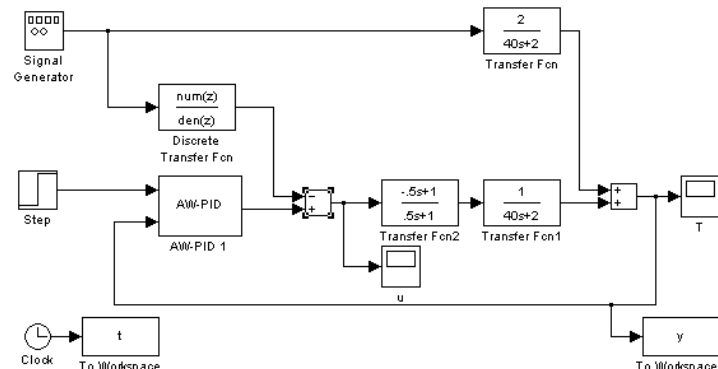 Signal
Generator
2
40s+2
Transfer Fcn
num(z)
den(z)
Discrete
Transfer Fcn
Step
AW-PID
AW-PID 1
−
+
-.5s+1
.5s+1
Transfer Fcn2
1
40s+2
Transfer Fcn1
+
+
T
u
Clock
t
To Workspace
y
To Workspace